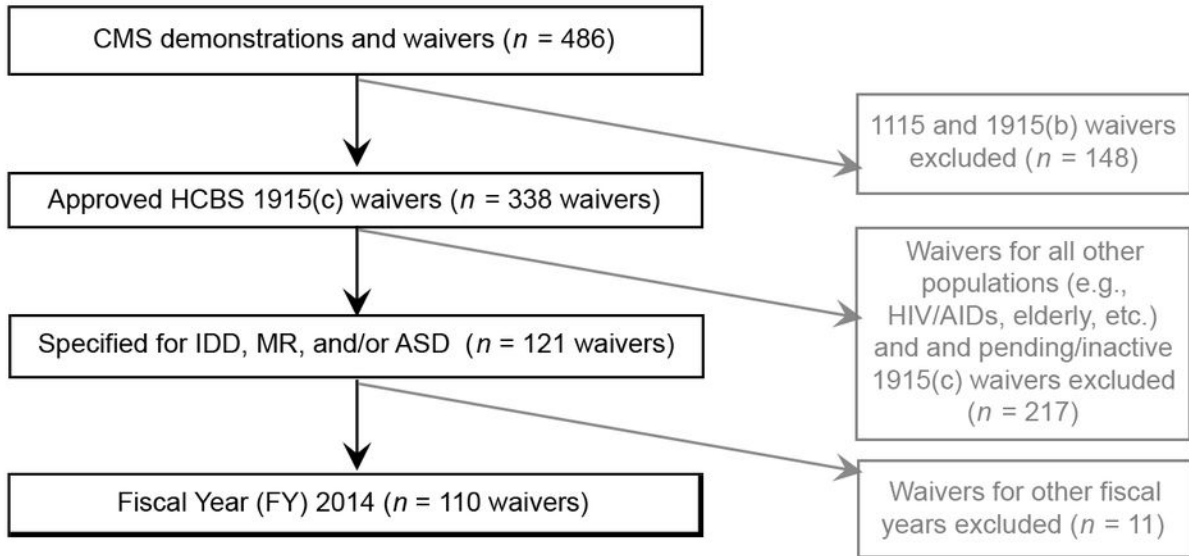 CMS demonstrations and waivers (n = 486)
1115 and 1915(b) waivers
excluded (n = 148)
Approved HCBS 1915(c) waivers (n = 338 waivers)
Waivers for all other
populations (e.g.,
HIV/AIDs, elderly, etc.)
and and pending/inactive
1915(c) waivers excluded
(n = 217)
Specified for IDD, MR, and/or ASD (n = 121 waivers)
Fiscal Year (FY) 2014 (n = 110 waivers)
Waivers for other fiscal
years excluded (n = 11)